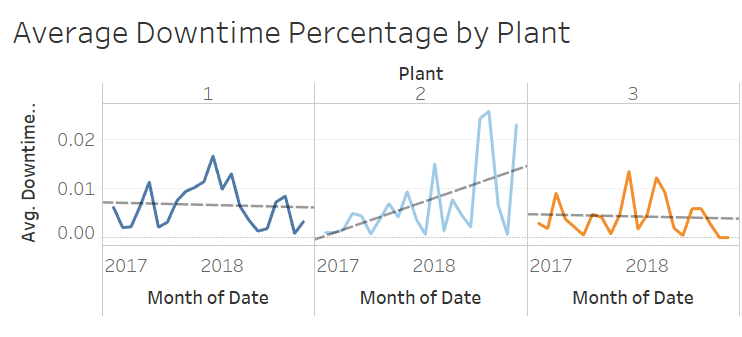 Average Downtime Percentage by Plant
Plant
1 2 3
Avg. Downtime..
0.02
0.01
0.00
2017 2018 2017 2018 2017 2018
Month of Date Month of Date Month of Date